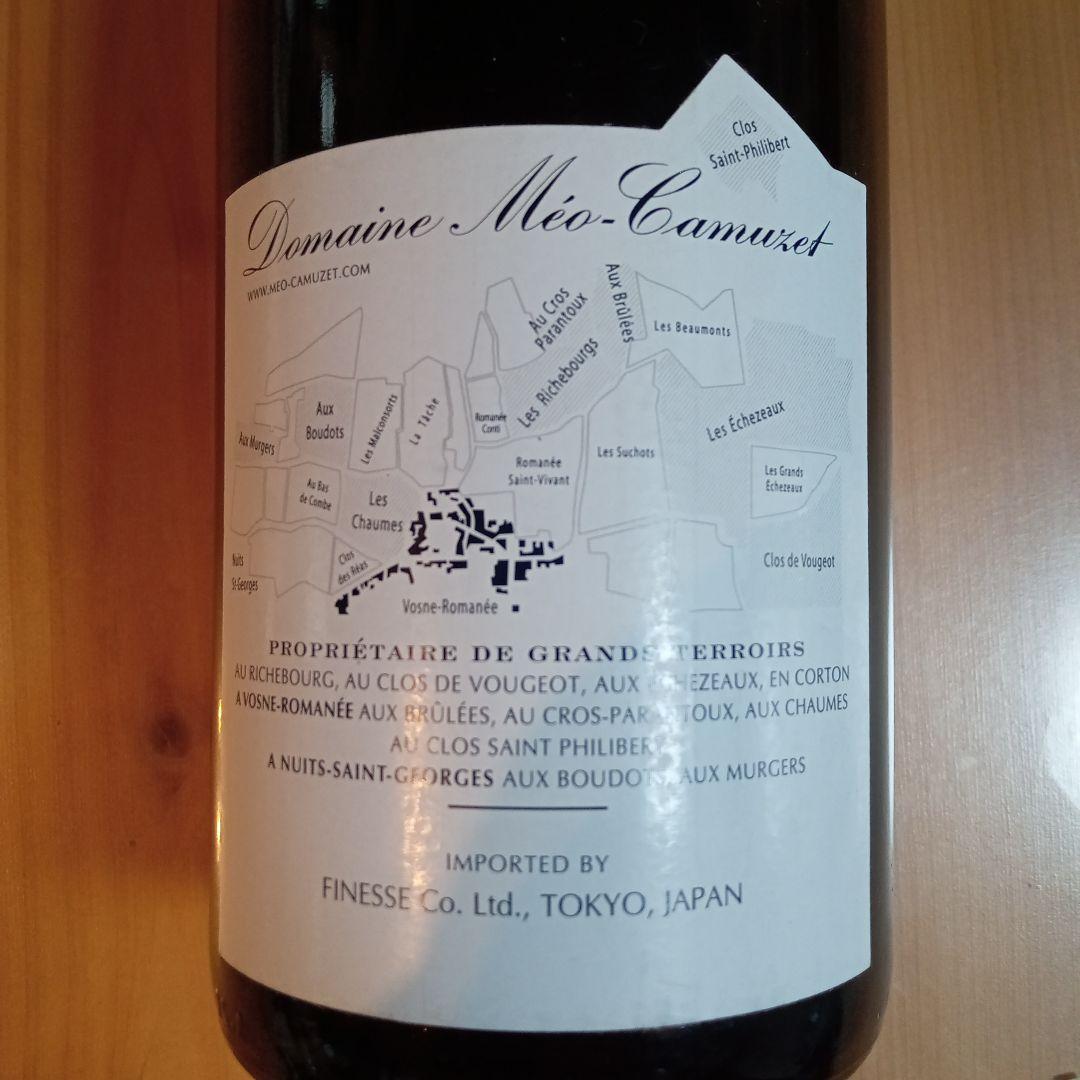 Clos
Saint-Philibert
Domaine Méo-Camuzet
WWW.MEO-CAMUZET.COM
Au Cros
Parantoux
Aux Brûlées
Les Beaumonts
Les Richebourgs
Aux
Boudots
Les Malconsorts
La Tâche
Romanée
Conti
Les Échezeaux
Aux Murgers
Romanée
Saint-Vivant
Les Suchots
Les Grands
Échezeaux
Au Bas
de Combe
Les
Chaumes
Nuits
St-Georges
Clos
des Réas
Clos de Vougeot
Vosne-Romanée
PROPRIÉTAIRE DE GRANDS TERROIRS
AU RICHEBOURG, AU CLOS DE VOUGEOT, AUX ECHEZEAUX, EN CORTON
A VOSNE-ROMANÉE AUX BRÛLÉES, AU CROS-PARANTOUX, AUX CHAUMES
AU CLOS SAINT PHILIBERT
A NUITS-SAINT-GEORGES AUX BOUDOTS, AUX MURGERS
IMPORTED BY
FINESSE Co. Ltd., TOKYO, JAPAN